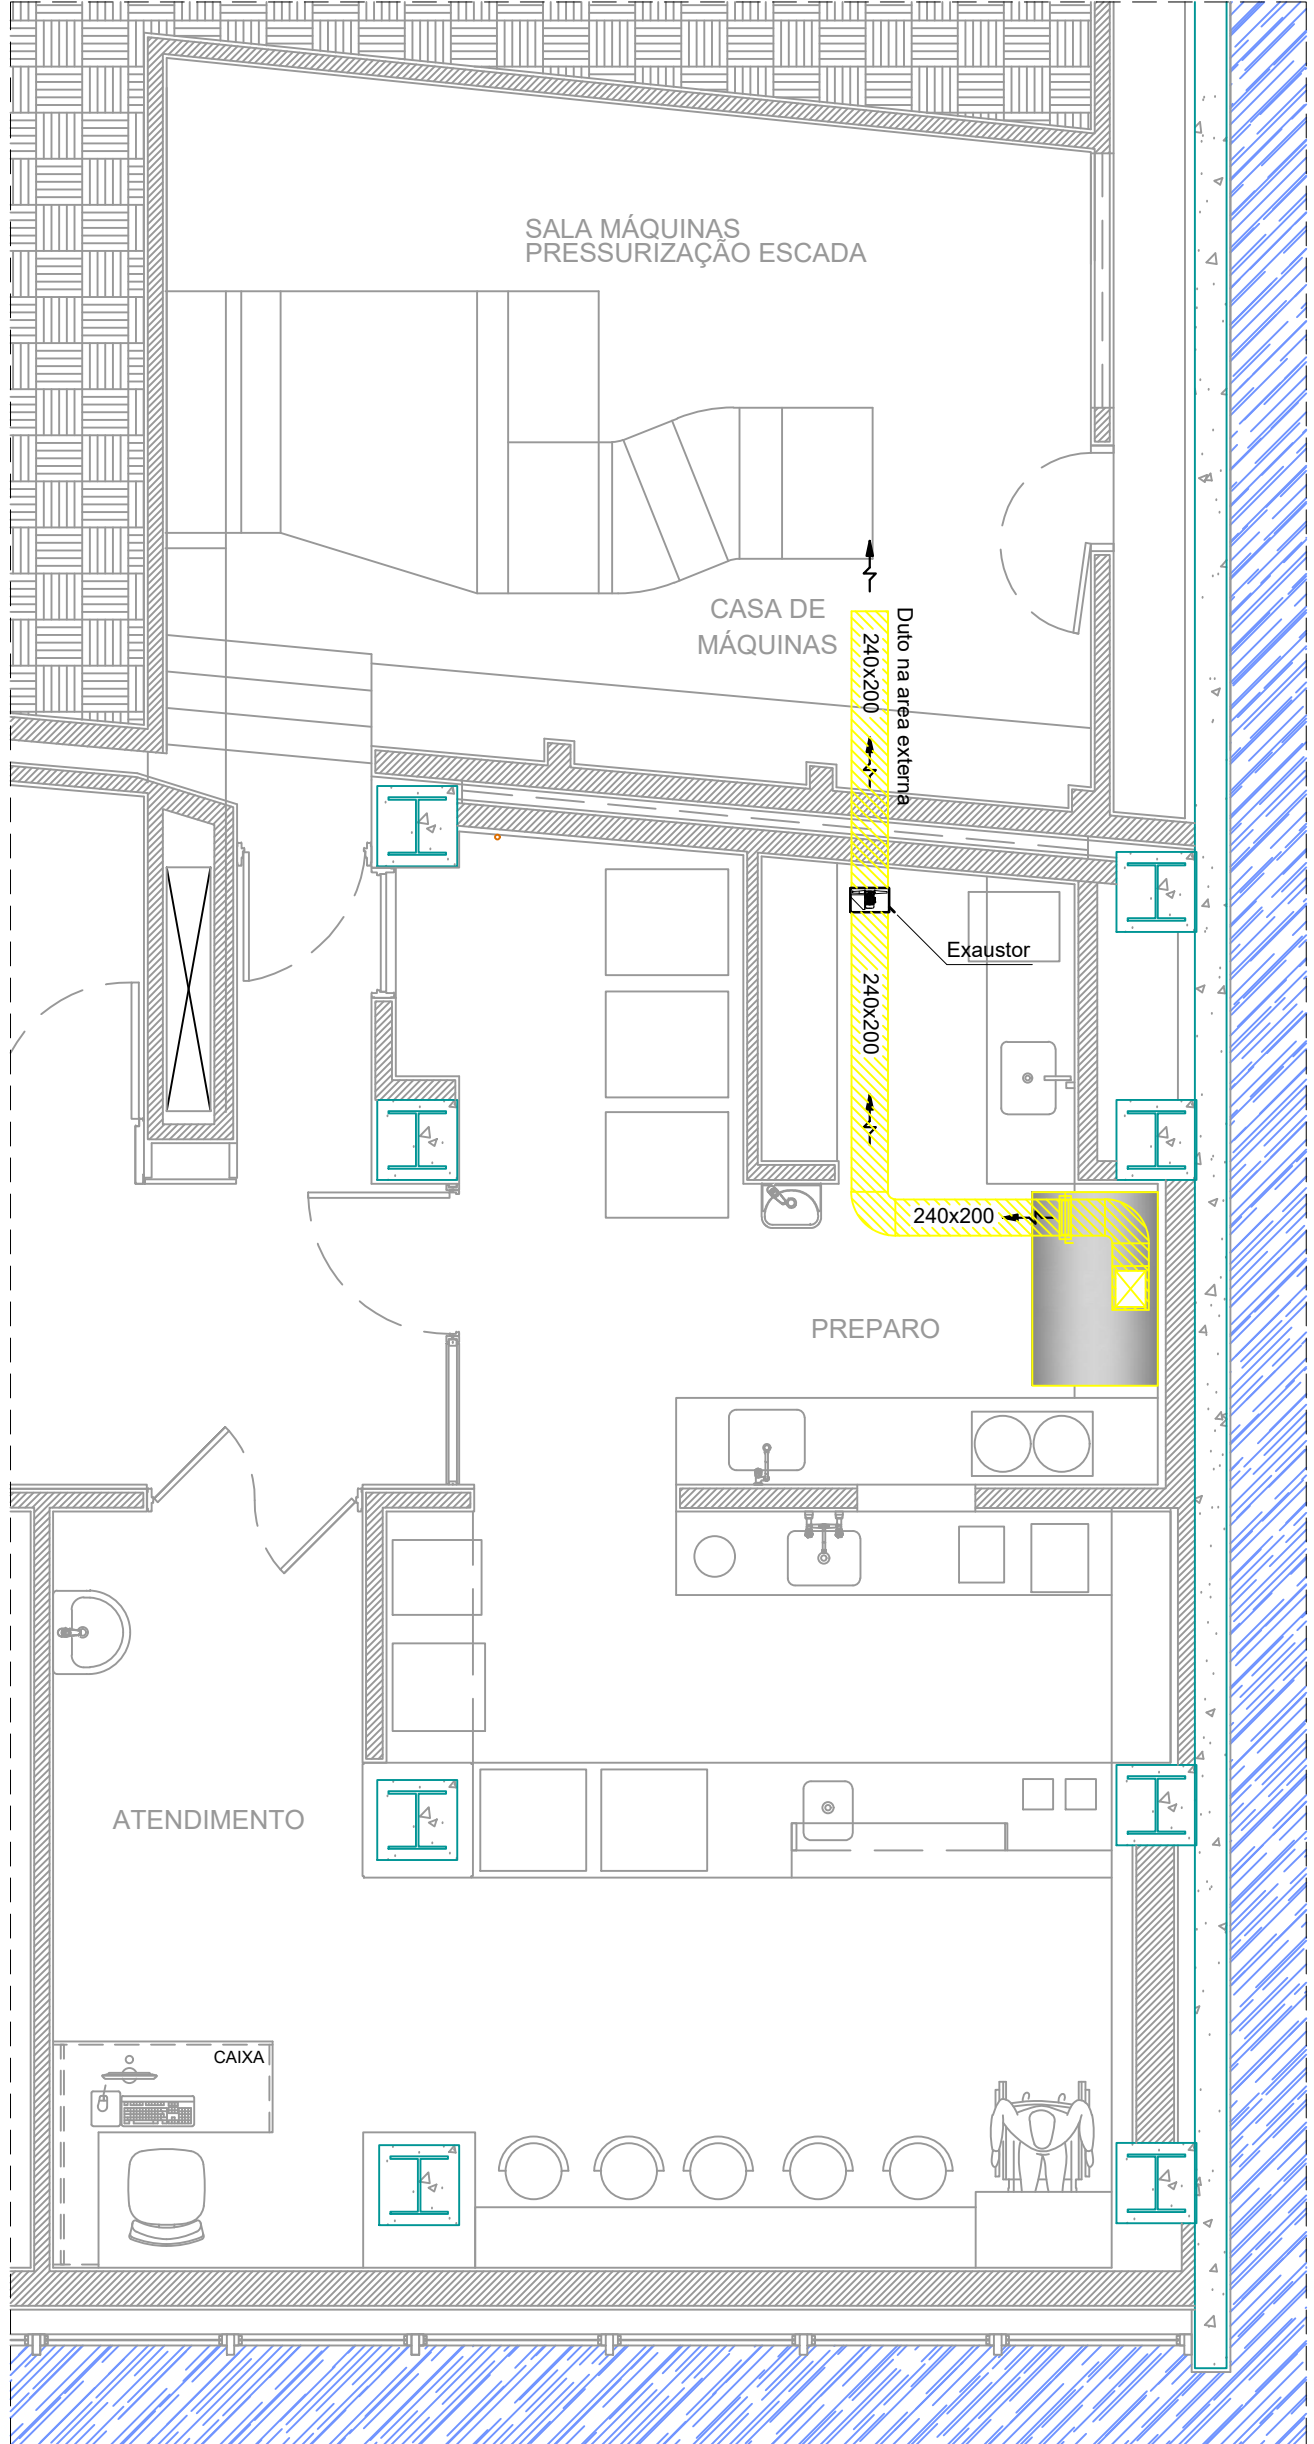 SALA MÁQUINAS
PRESSURIZAÇÃO ESCADA
CASA DE
MÁQUINAS
240x200
Duto na area externa
Exaustor
240x200
240x200
PREPARO
ATENDIMENTO
CAIXA